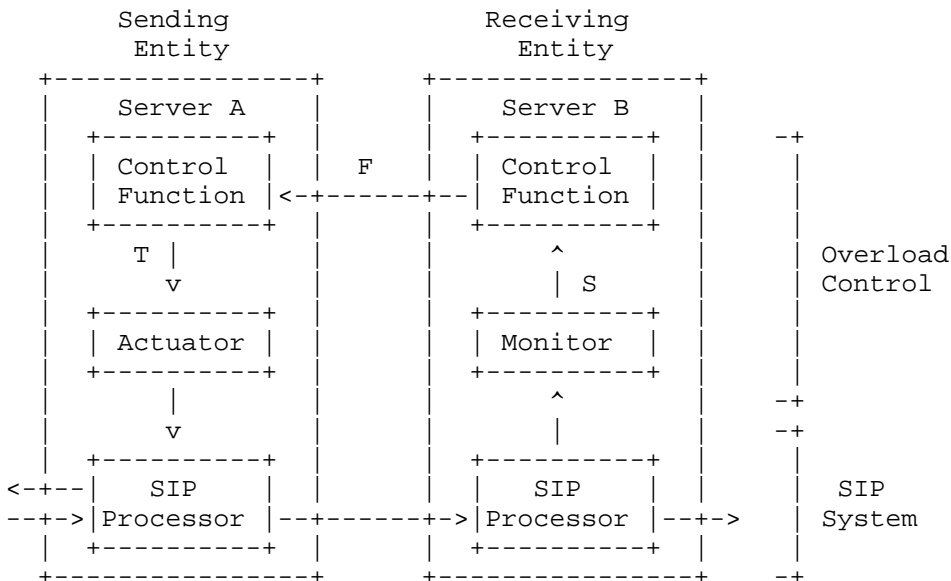 Sending Receiving
Entity Entity
Server A Server B
Control F Control
Function Function
T Overload
S Control
Actuator Monitor
SIP SIP SIP
Processor Processor System